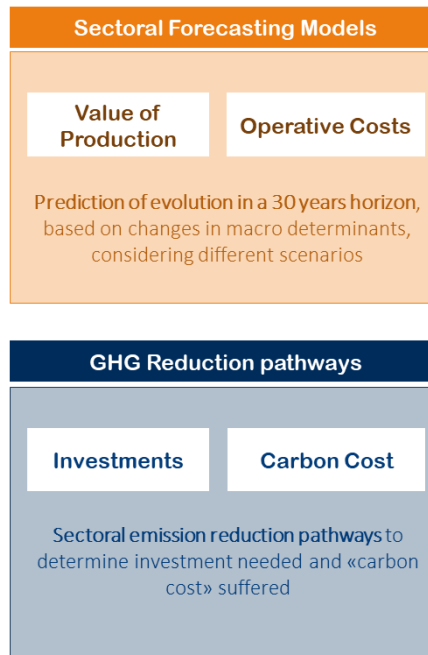 Sectoral Forecasting Models
Value of
Production
Operative Costs
Prediction of evolution in a 30 years horizon,
based on changes in macro determinants,
considering different scenarios
GHG Reduction pathways
Investments
Carbon Cost
Sectoral emission reduction pathways to
determine investment needed and «carbon
cost» suffered